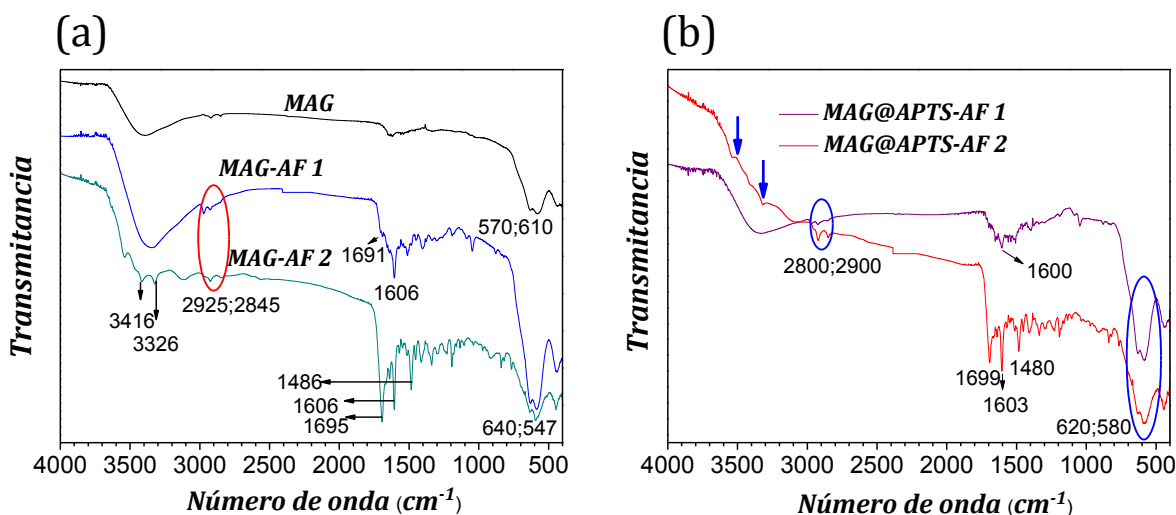 (a)
MAG
MAG-AF 1
MAG-AF 2
570;610
1691
1606
2925;2845
3416
3326
1486
1606
1695
640;547
4000 3500 3000 2500 2000 1500 1000 500
Número de onda (cm⁻¹)
Transmitancia
(b)
MAG@APTS-AF 1
MAG@APTS-AF 2
2800;2900
1600
1699
1480
1603
620;580
4000 3500 3000 2500 2000 1500 1000 500
Número de onda (cm⁻¹)
Transmitancia